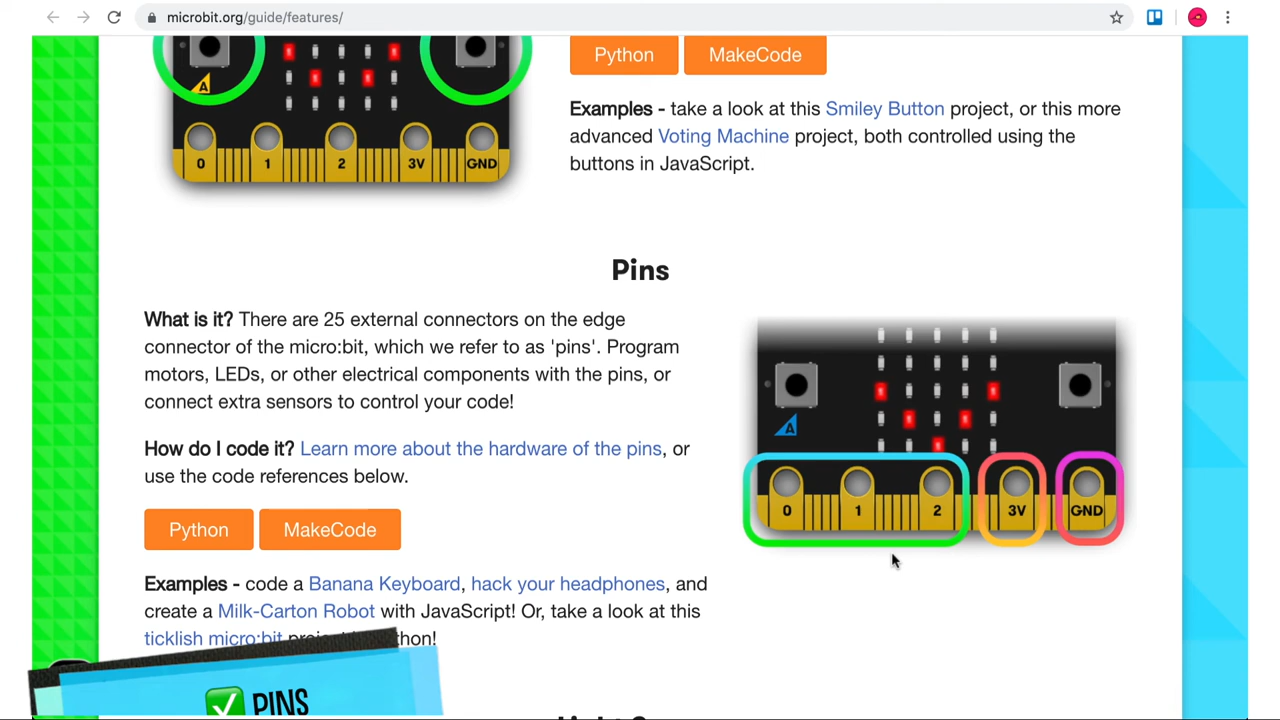 microbit.org/guide/features/
A
0 1 2 3V GND
Python MakeCode
Examples - take a look at this Smiley Button project, or this more
advanced Voting Machine project, both controlled using the
buttons in JavaScript.
Pins
What is it? There are 25 external connectors on the edge
connector of the micro:bit, which we refer to as 'pins'. Program
motors, LEDs, or other electrical components with the pins, or
connect extra sensors to control your code!
How do I code it? Learn more about the hardware of the pins, or
use the code references below.
Python MakeCode
Examples - code a Banana Keyboard, hack your headphones, and
create a Milk-Carton Robot with JavaScript! Or, take a look at this
ticklish micro:bit
A
0 1 2 3V GND
PINS